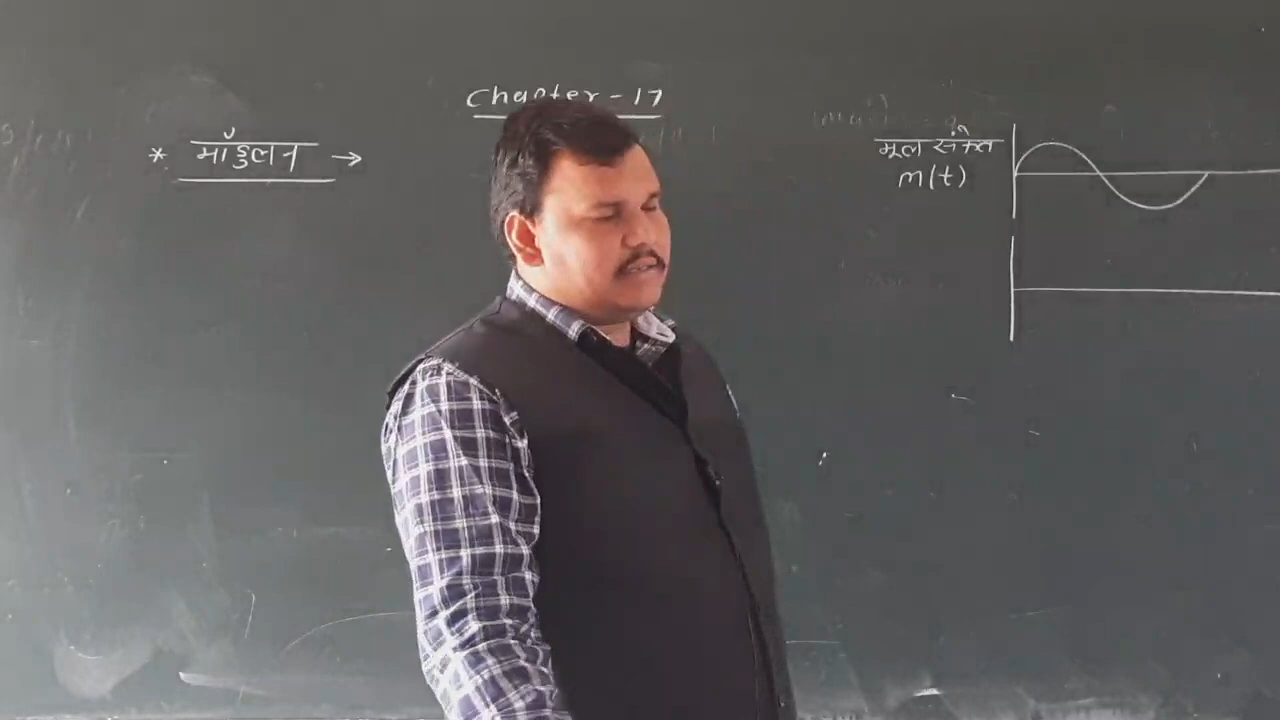 Chapter - 17
* मॉडुलन →
मूल संकेत
m(t)